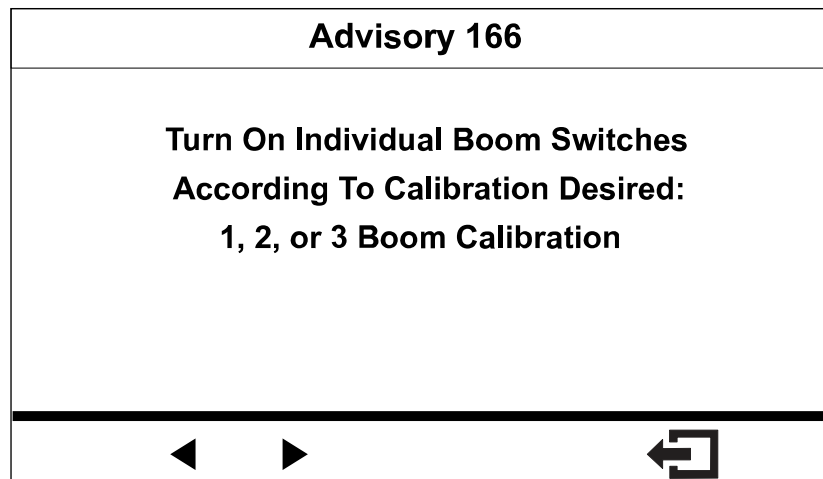 Advisory 166
Turn On Individual Boom Switches
According To Calibration Desired:
1, 2, or 3 Boom Calibration